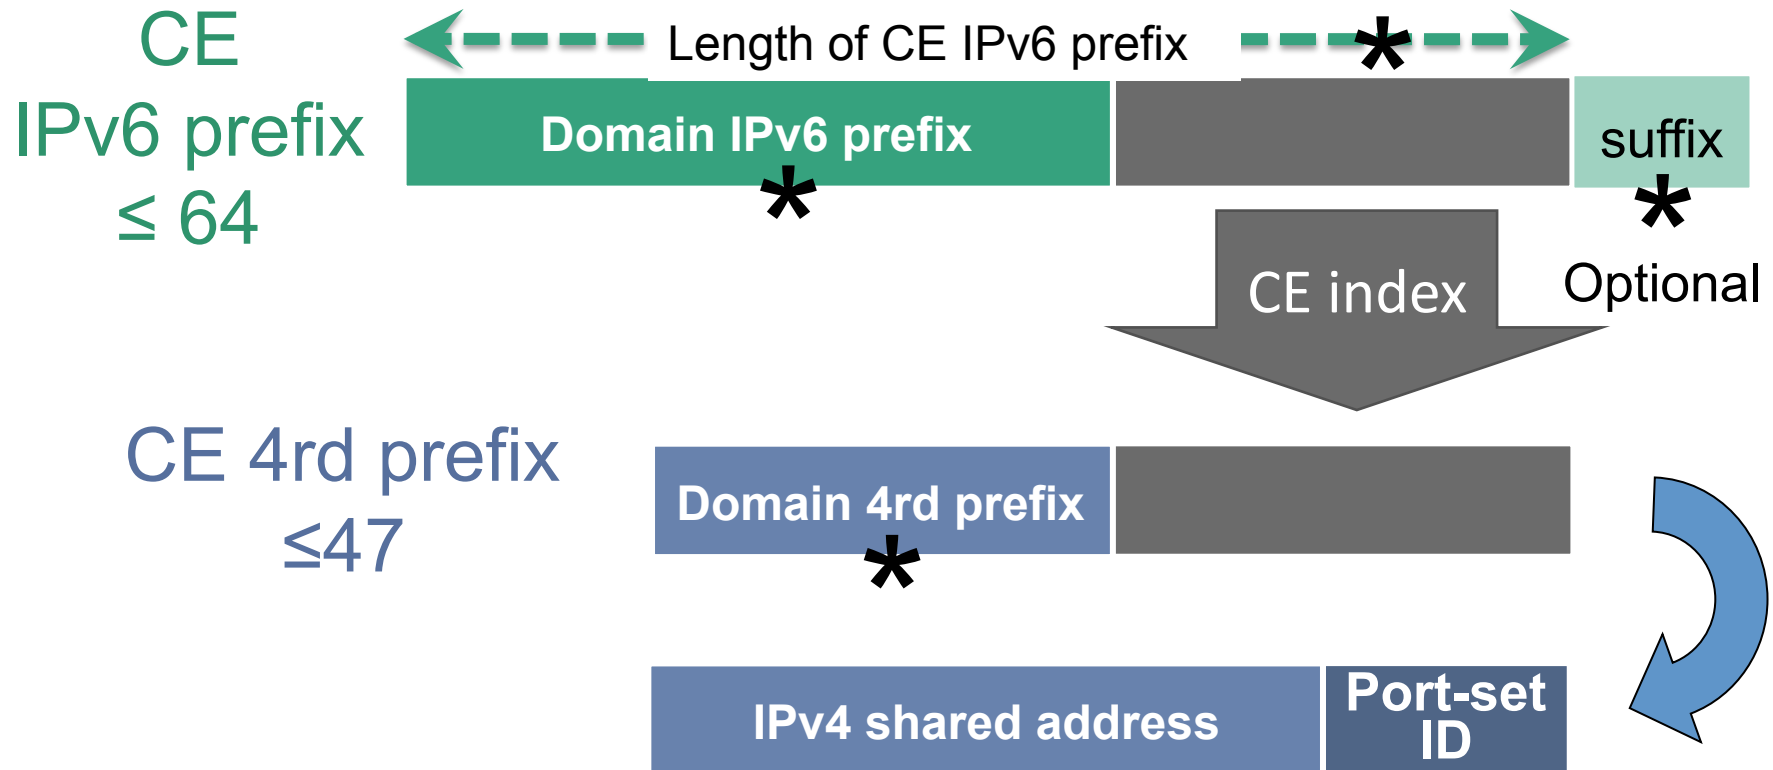 CE
IPv6 prefix
≤ 64
Length of CE IPv6 prefix
*
Domain IPv6 prefix
*
suffix
*
Optional
CE index
CE 4rd prefix
≤47
Domain 4rd prefix
*
IPv4 shared address
Port-set
ID